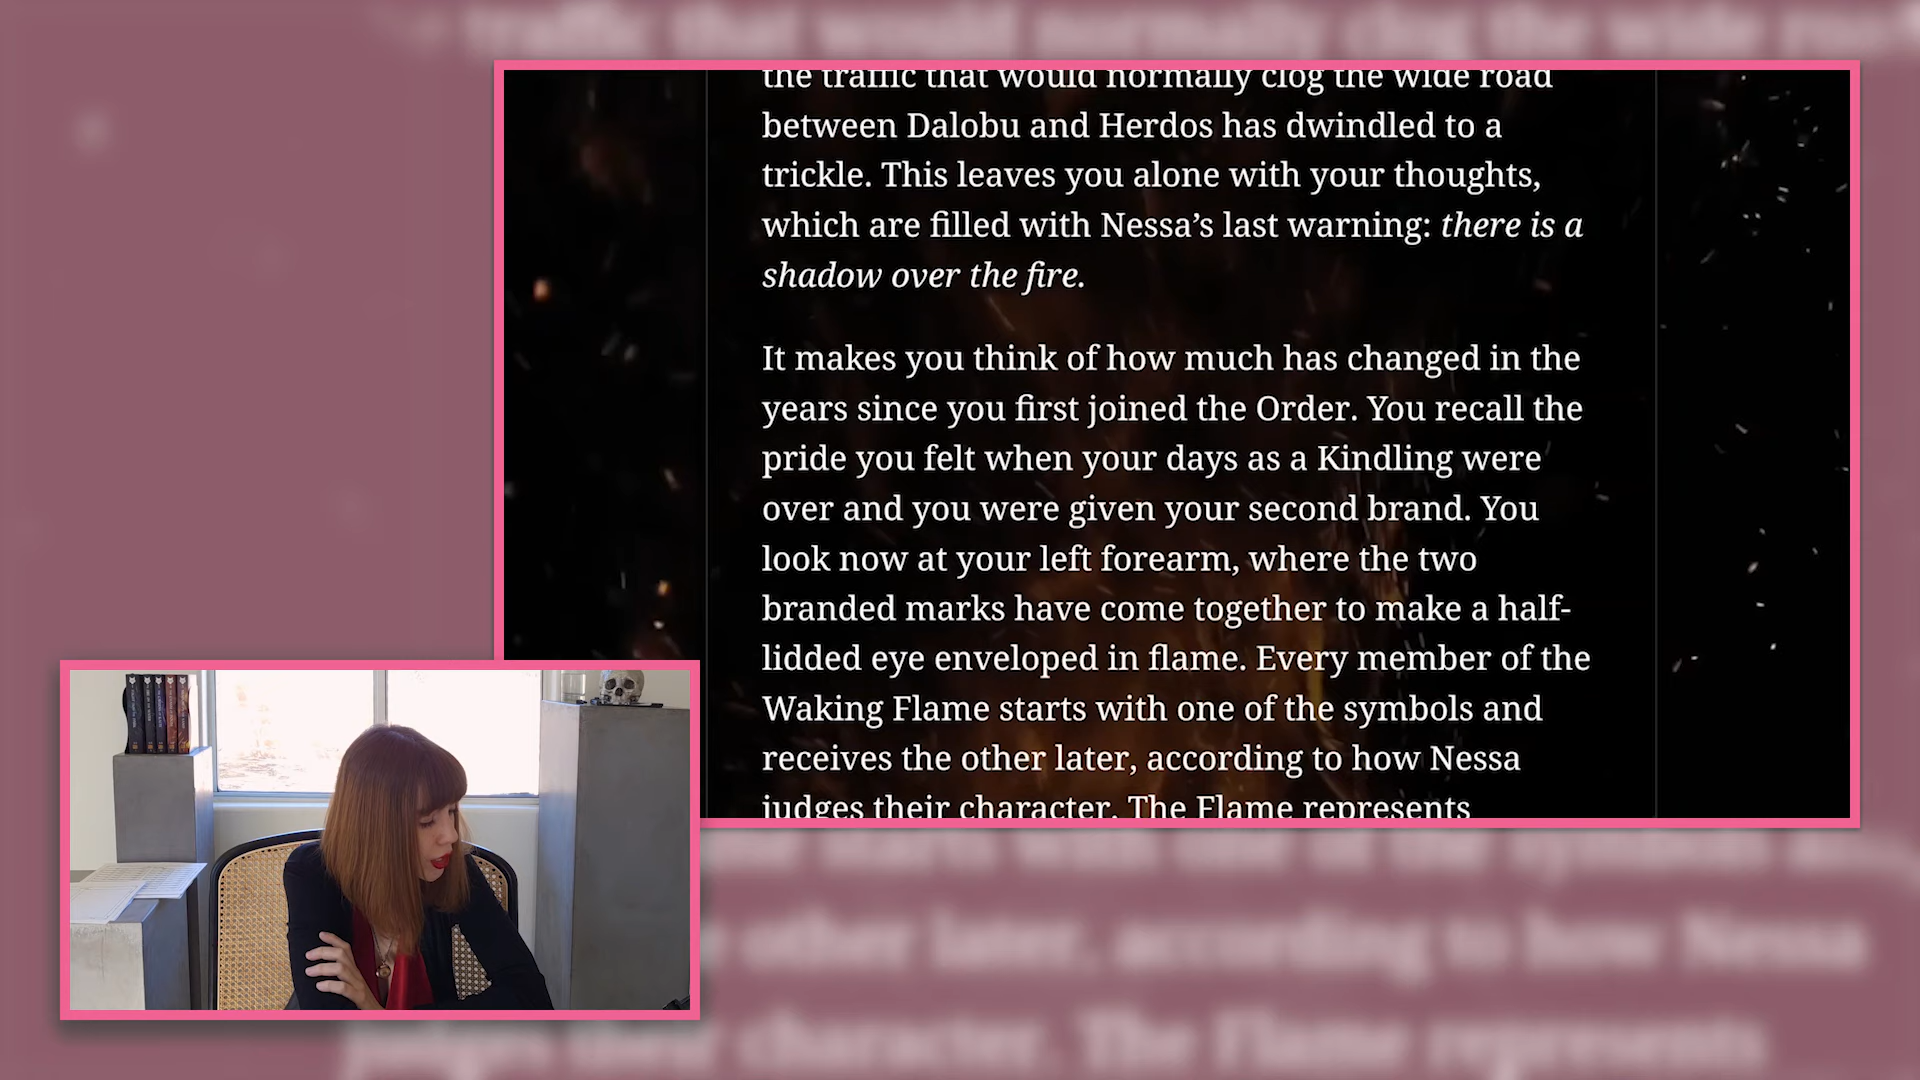 the traffic that would normally clog the wide road
between Dalobu and Herdos has dwindled to a
trickle. This leaves you alone with your thoughts,
which are filled with Nessa’s last warning: there is a
shadow over the fire.
It makes you think of how much has changed in the
years since you first joined the Order. You recall the
pride you felt when your days as a Kindling were
over and you were given your second brand. You
look now at your left forearm, where the two
branded marks have come together to make a half-
lidded eye enveloped in flame. Every member of the
Waking Flame starts with one of the symbols and
receives the other later, according to how Nessa
judges their character. The Flame represents